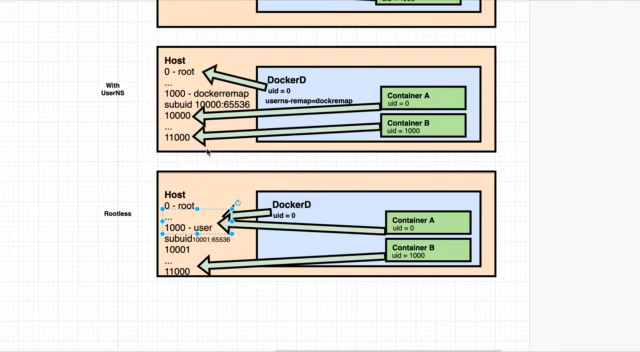 With
UserNS
Host
0 - root
...
1000 - dockerremap
subuid 10000:65536
10000
...
11000
DockerD
uid = 0
userns-remap=dockremap
Container A
uid = 0
Container B
uid = 1000
Rootless
Host
0 - root
...
1000 - user
subuid10001:65536
10001
...
11000
DockerD
uid = 0
Container A
uid = 0
Container B
uid = 1000